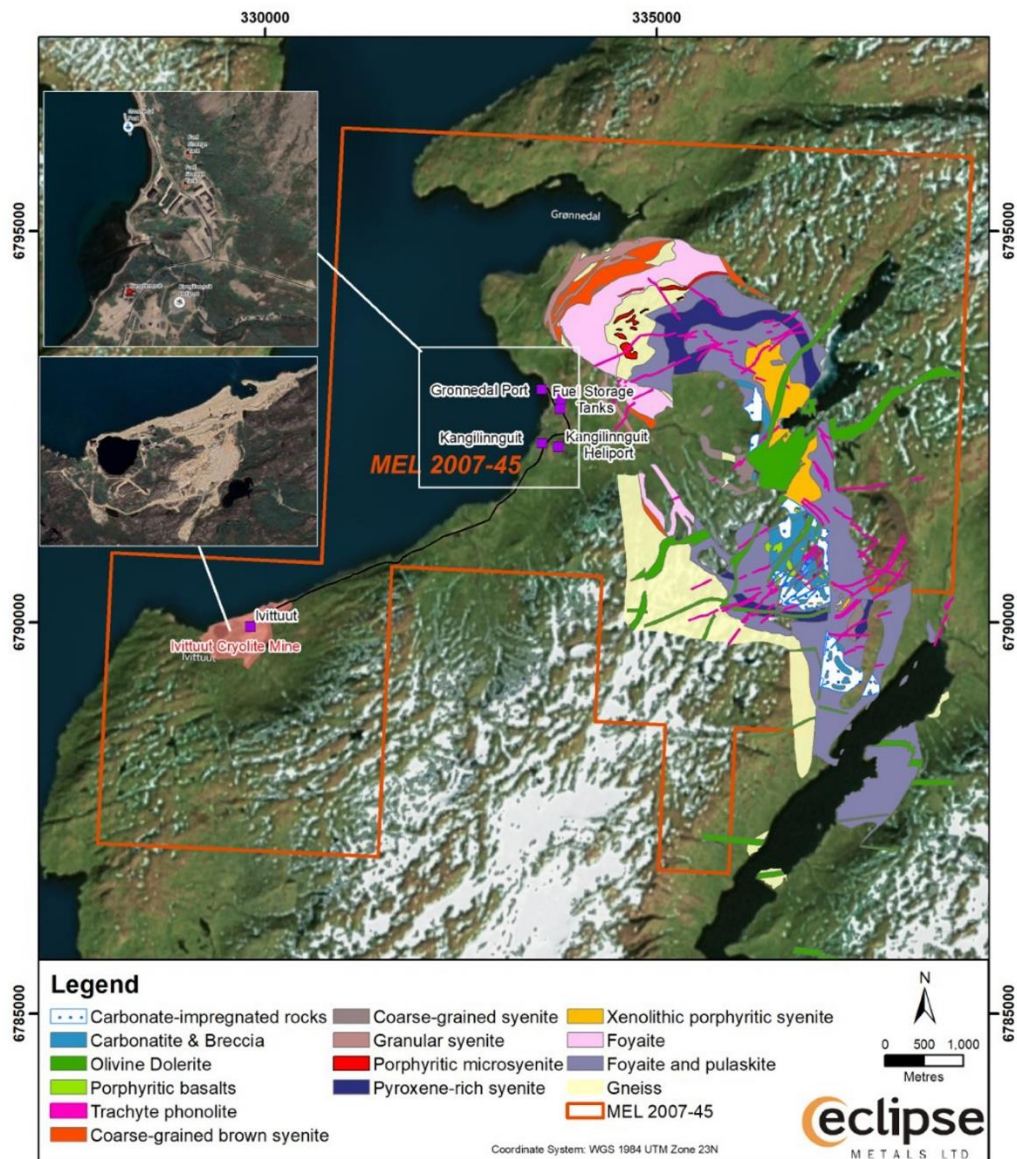 330000
335000
6795000
6795000
Grønnedal
Fuel
Storage
Tank
Gronnedal Port
Fuel Storage
Tanks
Kangilinnguit
Kangilinnguit
Heliport
MEL 2007-45
6790000
6790000
Ivittuut
Ivittuut Cryolite Mine
Ivittuut
Legend
Carbonate-impregnated rocks
Carbonatite & Breccia
Olivine Dolerite
Porphyritic basalts
Trachyte phonolite
Coarse-grained brown syenite
Coarse-grained syenite
Granular syenite
Porphyritic microsyenite
Pyroxene-rich syenite
Xenolithic porphyritic syenite
Foyaite
Foyaite and pulaskite
Gneiss
MEL 2007-45
N
0 500 1,000
Metres
6785000
6785000
Coordinate System: WGS 1984 UTM Zone 23N
eclipse
METALS LTD